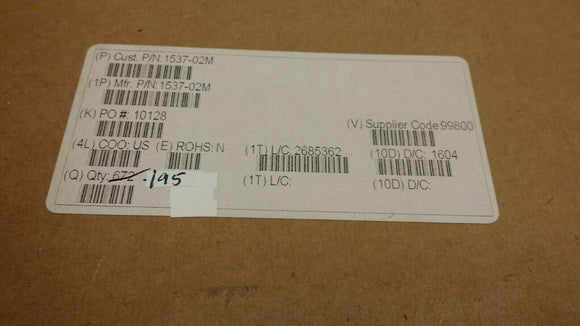 (P) Cust. P/N:1537-02M
(1P) Mfr. P/N:1537-02M
(K) PO #: 10128
(V) Supplier Code:99800
(4L) COO: US (E) ROHS: N
(1T) L/C: 2685362
(10D) D/C: 1604
(Q) Qty: 672 195
(1T) L/C:
(10D) D/C: